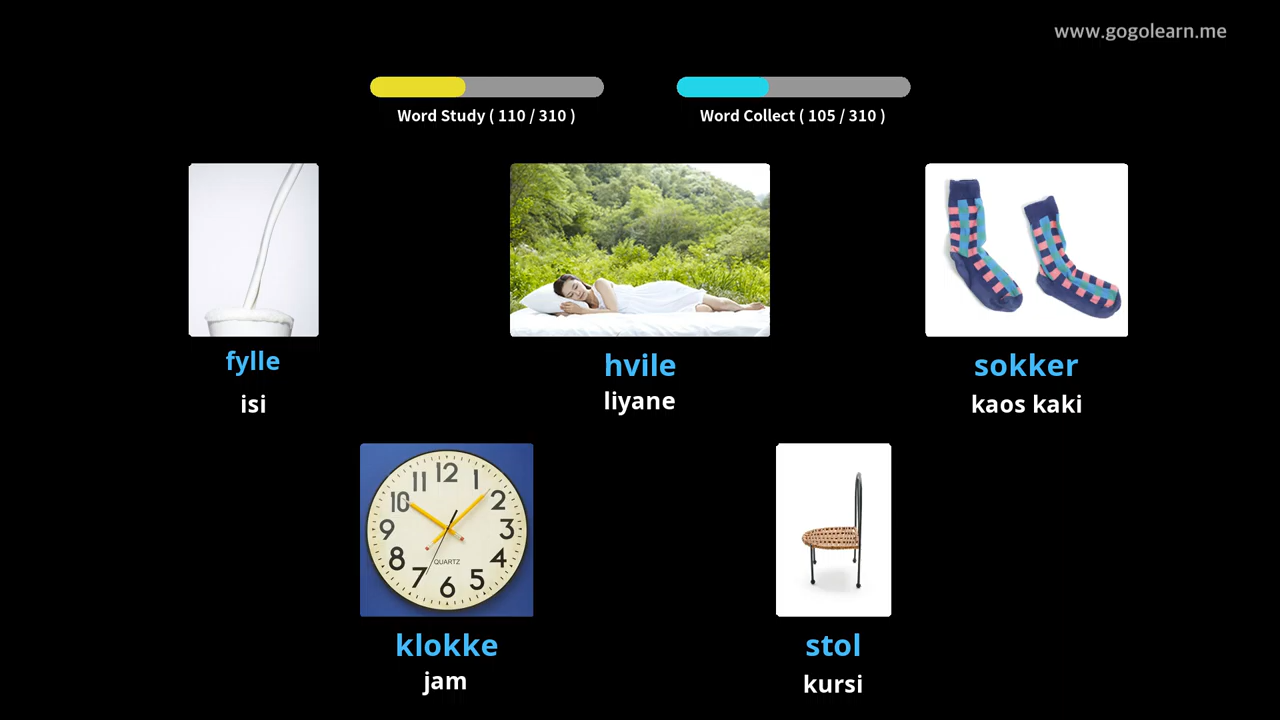 www.gogolearn.me
Word Study ( 110 / 310 )
Word Collect ( 105 / 310 )
fylle
isi
hvile
liyane
sokker
kaos kaki
12
1
2
3
4
5
6
7
8
9
10
11
QUARTZ
klokke
jam
stol
kursi